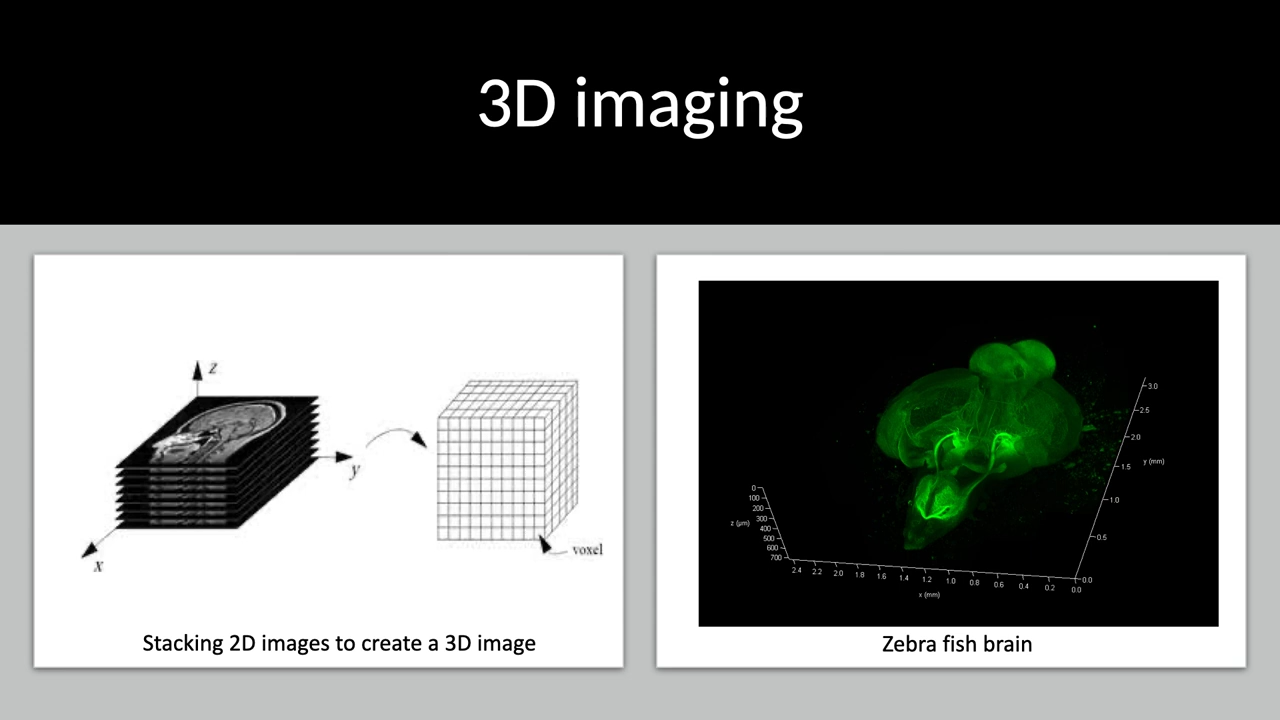 3D imaging
z
y
x
voxel
Stacking 2D images to create a 3D image
3.0
2.5
2.0
y (mm)
1.5
1.0
0.5
0.0
0
100
200
z (µm)
300
400
500
600
700
2.4 2.2 2.0 1.8 1.6 1.4 1.2 1.0 0.8 0.6 0.4 0.2 0.0
x (mm)
Zebra fish brain